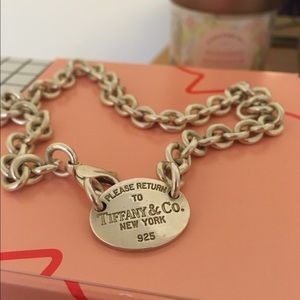 PLEASE RETURN
TO
TIFFANY & CO.
NEW YORK
925